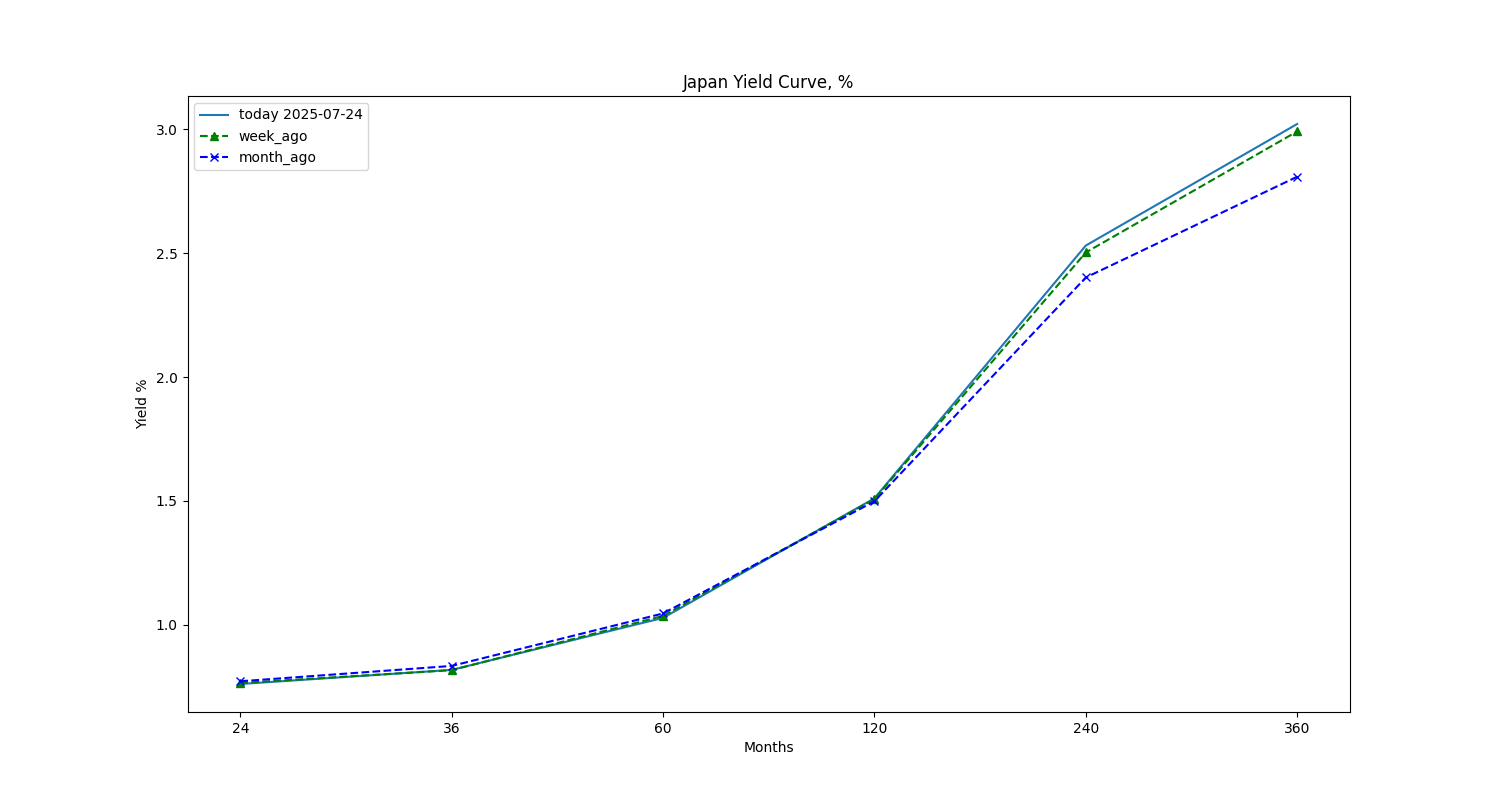 Japan Yield Curve, %
today 2025-07-24
week_ago
month_ago
3.0
2.5
2.0
1.5
1.0
Yield %
24 36 60 120 240 360
Months